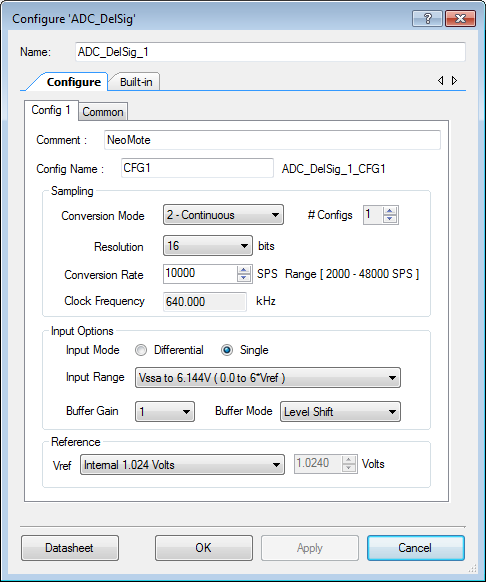 Configure 'ADC_DelSig'
Name: ADC_DelSig_1
Configure Built-in
Config 1 Common
Comment : NeoMote
Config Name : CFG1 ADC_DelSig_1_CFG1
Sampling
Conversion Mode 2 - Continuous # Configs 1
Resolution 16 bits
Conversion Rate 10000 SPS Range [ 2000 - 48000 SPS ]
Clock Frequency 640.000 kHz
Input Options
Input Mode Differential Single
Input Range Vssa to 6.144V ( 0.0 to 6*Vref )
Buffer Gain 1 Buffer Mode Level Shift
Reference
Vref Internal 1.024 Volts 1.0240 Volts
Datasheet OK Apply Cancel